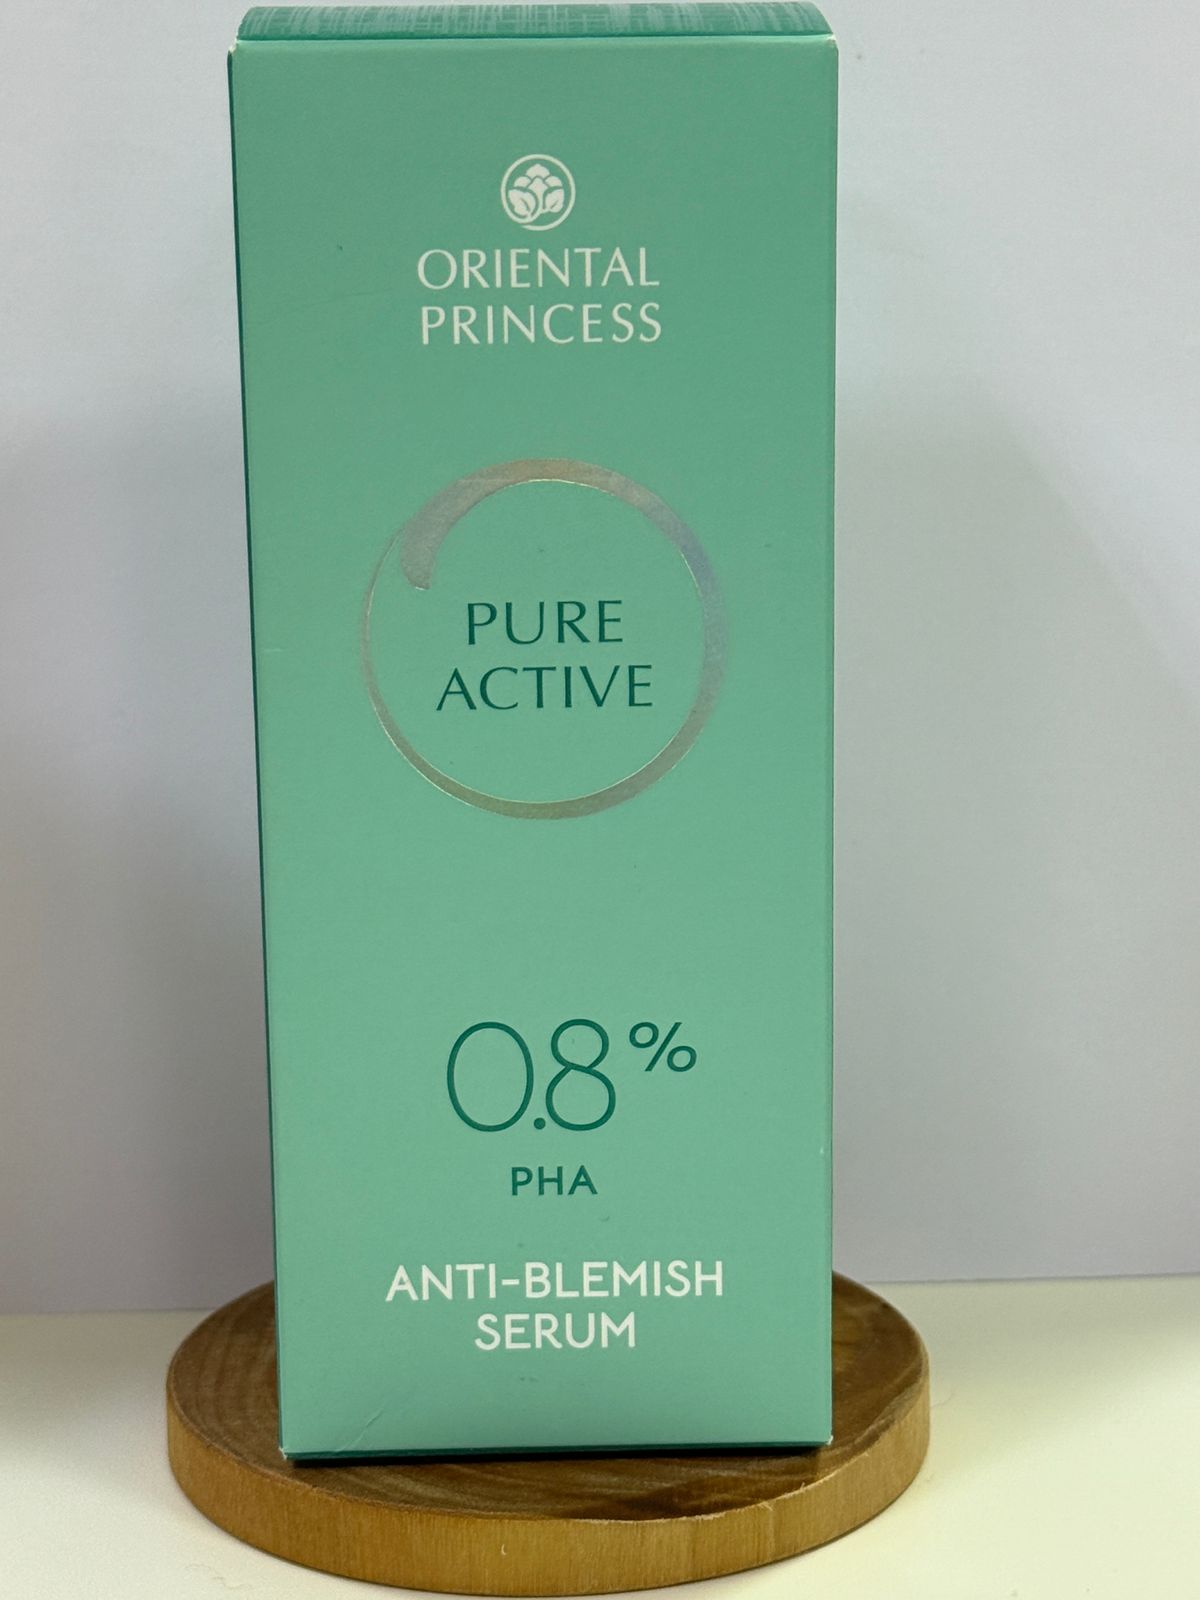 ORIENTAL
PRINCESS
PURE
ACTIVE
0.8%
PHA
ANTI-BLEMISH
SERUM